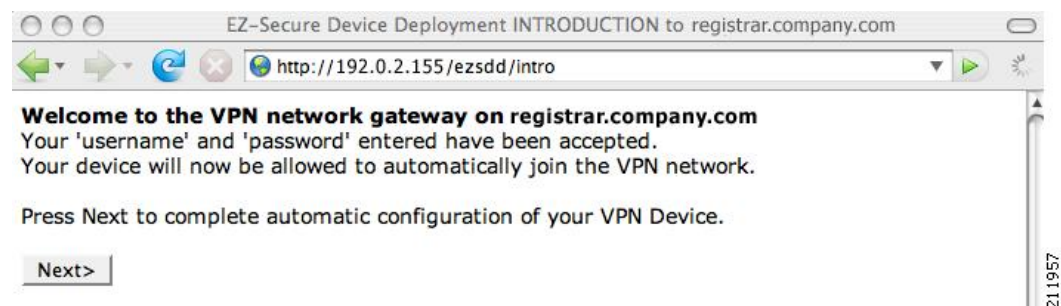 EZ-Secure Device Deployment INTRODUCTION to registrar.company.com
http://192.0.2.155/ezsdd/intro
Welcome to the VPN network gateway on registrar.company.com
Your 'username' and 'password' entered have been accepted.
Your device will now be allowed to automatically join the VPN network.
Press Next to complete automatic configuration of your VPN Device.
Next>
211957